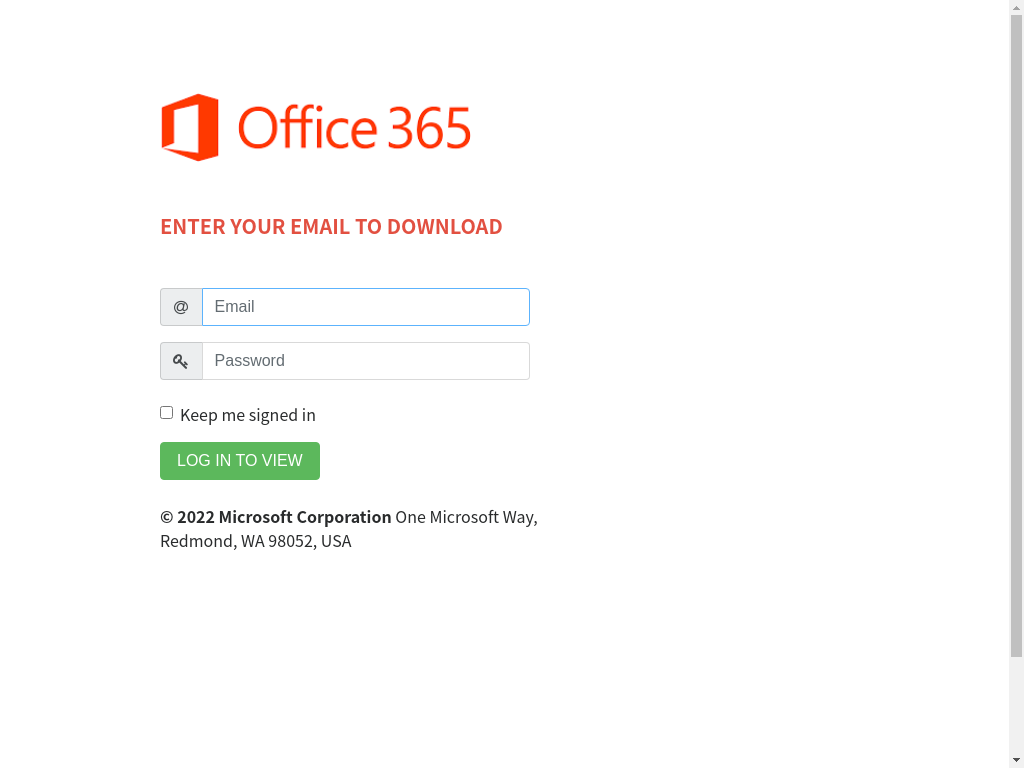 Office 365
ENTER YOUR EMAIL TO DOWNLOAD
@ Email
Password
Keep me signed in
LOG IN TO VIEW
© 2022 Microsoft Corporation One Microsoft Way,
Redmond, WA 98052, USA